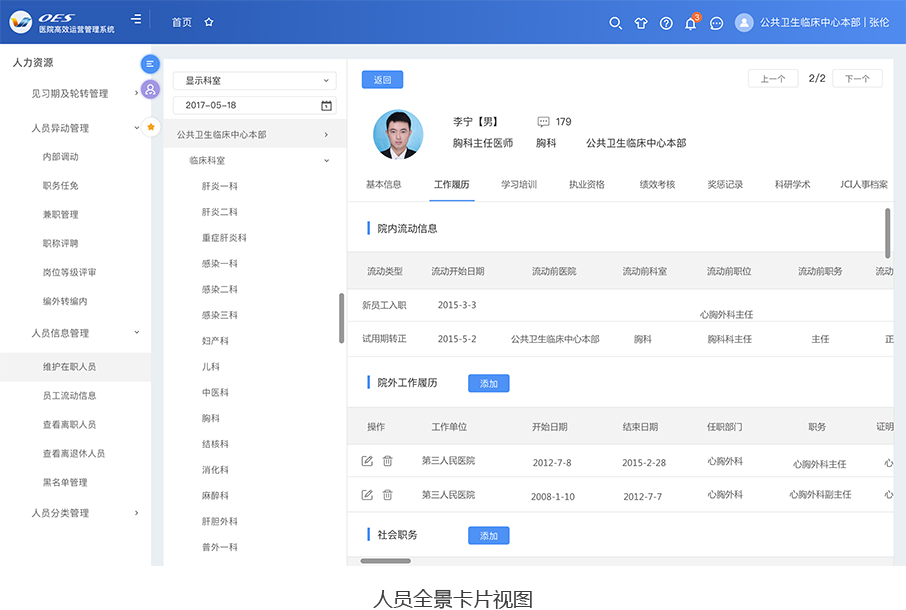 OES
医院高效运营管理系统
首页
3
公共卫生临床中心本部 | 张伦
人力资源
见习期及轮转管理
人员异动管理
内部调动
职务任免
兼职管理
职称评聘
岗位等级评审
编外转编内
人员信息管理
维护在职人员
员工流动信息
查看离职人员
查看离退休人员
黑名单管理
人员分类管理
显示科室
2017-05-18
公共卫生临床中心本部
临床科室
肝炎一科
肝炎二科
重症肝炎科
感染一科
感染二科
感染三科
妇产科
儿科
中医科
胸科
结核科
消化科
麻醉科
肝胆外科
普外一科
返回
上一个 2/2 下一个
李宁【男】 179
胸科主任医师 胸科 公共卫生临床中心本部
基本信息 工作履历 学习培训 执业资格 绩效考核 奖惩记录 科研学术 JCI人事档案
院内流动信息
流动类型 流动开始日期 流动前医院 流动前科室 流动前职位 流动前职务 流动
新员工入职 2015-3-3 心胸外科主任
试用期转正 2015-5-2 公共卫生临床中心本部 胸科 胸科科主任 主任 正
院外工作履历 添加
操作 工作单位 开始日期 结束日期 任职部门 职务 证明
第三人民医院 2012-7-8 2015-2-28 心胸外科 心胸外科主任 心
第三人民医院 2008-1-10 2012-7-7 心胸外科 心胸外科副主任 心
社会职务 添加
人员全景卡片视图